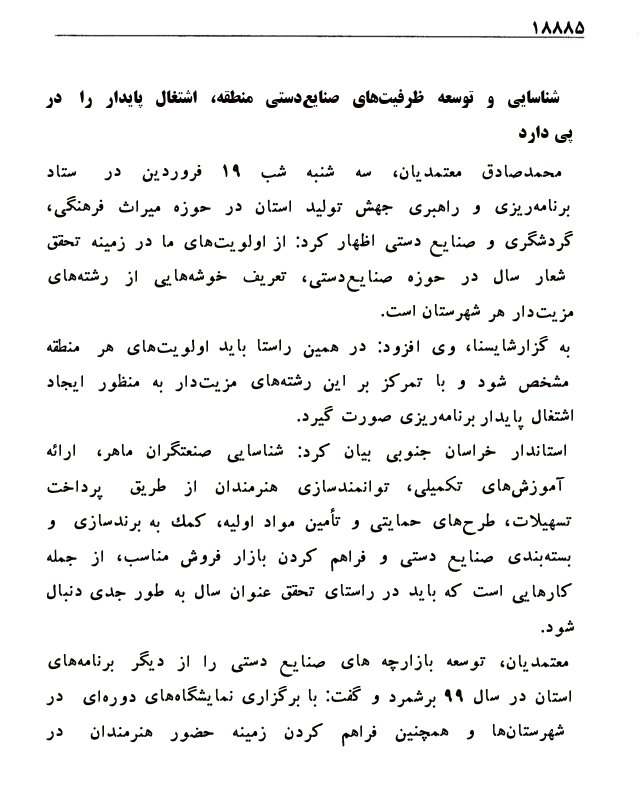 ۱۸۸۸۵
شناسایی و توسعه ظرفیت‌های صنایع‌دستی منطقه، اشتغال پایدار را در
پی دارد
محمدصادق معتمدیان، سه شنبه شب ۱۹ فروردین در ستاد
برنامه‌ریزی و راهبری جهش تولید استان در حوزه میراث فرهنگی،
گردشگری و صنایع دستی اظهار کرد: از اولویت‌های ما در زمینه تحقق
شعار سال در حوزه صنایع‌دستی، تعریف خوشه‌هایی از رشته‌های
مزیت‌دار هر شهرستان است.
به گزارشایسنا، وی افزود: در همین راستا باید اولویت‌های هر منطقه
مشخص شود و با تمرکز بر این رشته‌های مزیت‌دار به منظور ایجاد
اشتغال پایدار برنامه‌ریزی صورت گیرد.
استاندار خراسان جنوبی بیان کرد: شناسایی صنعتگران ماهر، ارائه
آموزش‌های تکمیلی، توانمندسازی هنرمندان از طریق پرداخت
تسهیلات، طرح‌های حمایتی و تأمین مواد اولیه، کمك به برندسازی و
بسته‌بندی صنایع دستی و فراهم کردن بازار فروش مناسب، از جمله
کارهایی است که باید در راستای تحقق عنوان سال به طور جدی دنبال
شود.
معتمدیان، توسعه بازارچه های صنایع دستی را از دیگر برنامه‌های
استان در سال ۹۹ برشمرد و گفت: با برگزاری نمایشگاه‌های دوره‌ای در
شهرستان‌ها و همچنین فراهم کردن زمینه حضور هنرمندان در